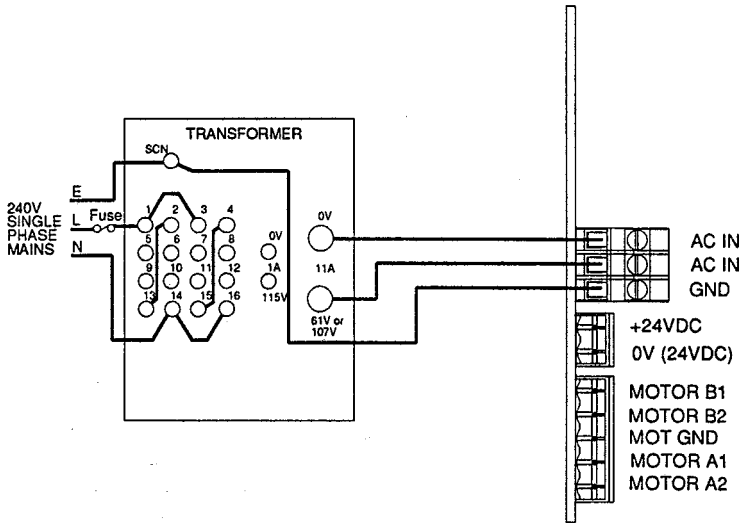 TRANSFORMER
SCN
E
240V
SINGLE
PHASE
MAINS
L
Fuse
N
1 2 3 4
5 6 7 8
9 10 11 12
13 14 15 16
0V
1A
115V
0V
11A
61V or
107V
AC IN
AC IN
GND
+24VDC
0V (24VDC)
MOTOR B1
MOTOR B2
MOT GND
MOTOR A1
MOTOR A2